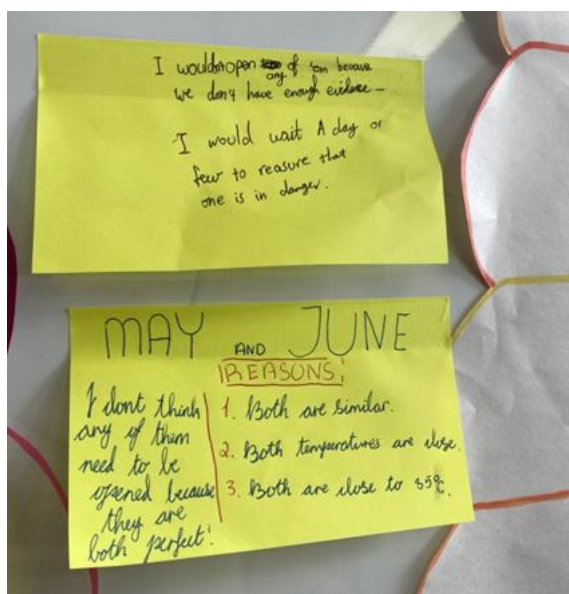 I wouldn't open any of 'em because
we don't have enough evidence -
I would wait A day or
few to reasure that
one is in danger.
MAY AND JUNE
REASONS!
I dont think
any of them
need to be
opened because
they are
both perfect!
1. Both are similar.
2. Both temperatures are close.
3. Both are close to 35°C.